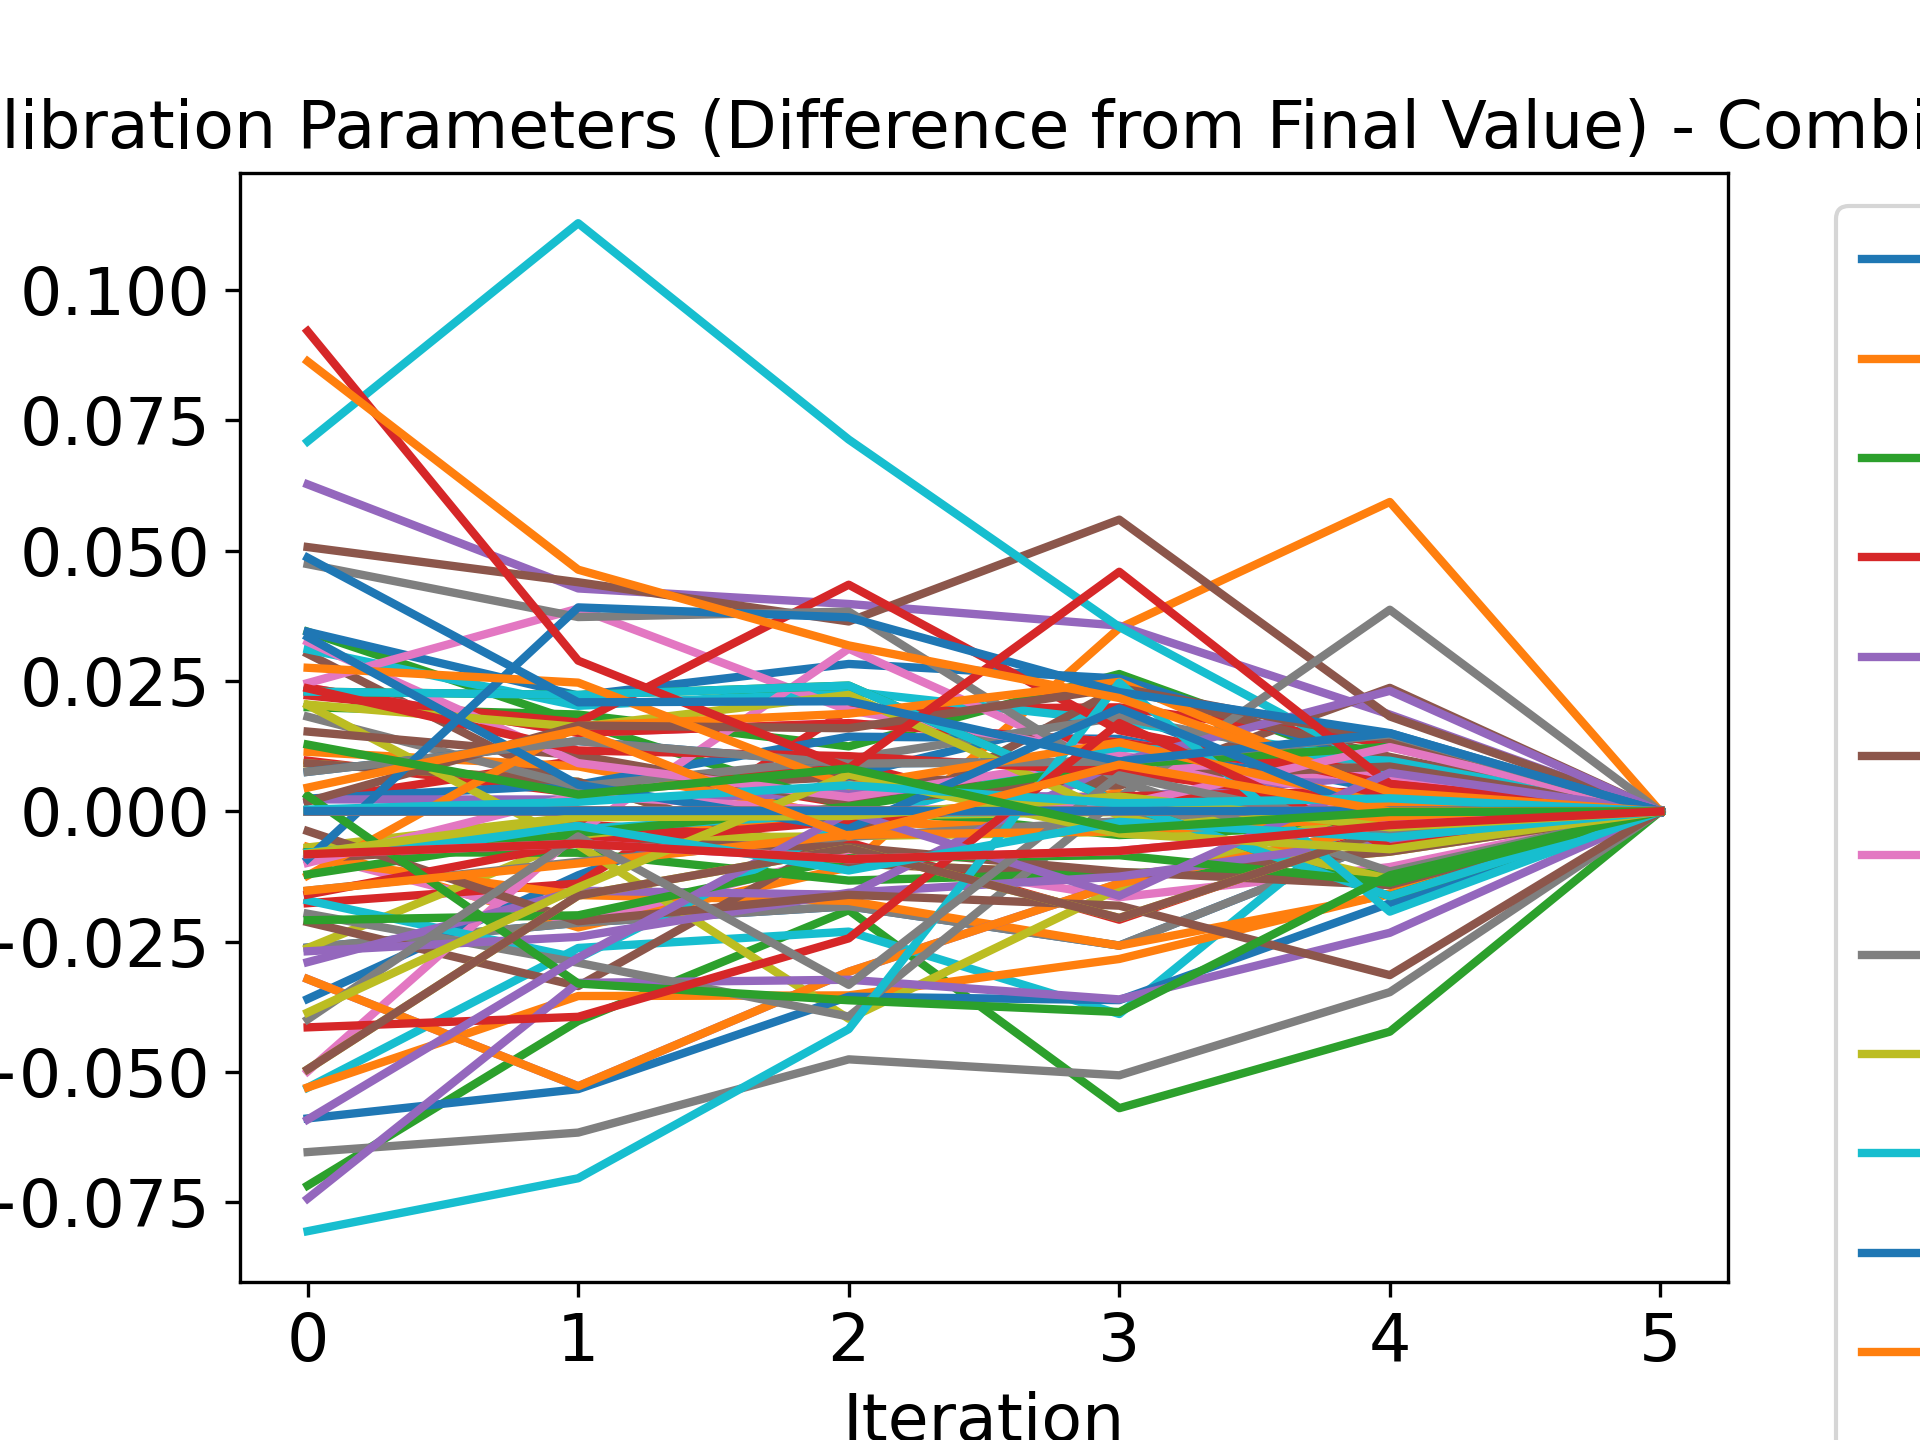 libration Parameters (Difference from Final Value) - Combi
0.100
0.075
0.050
0.025
0.000
-0.025
-0.050
-0.075
0 1 2 3 4 5
Iteration